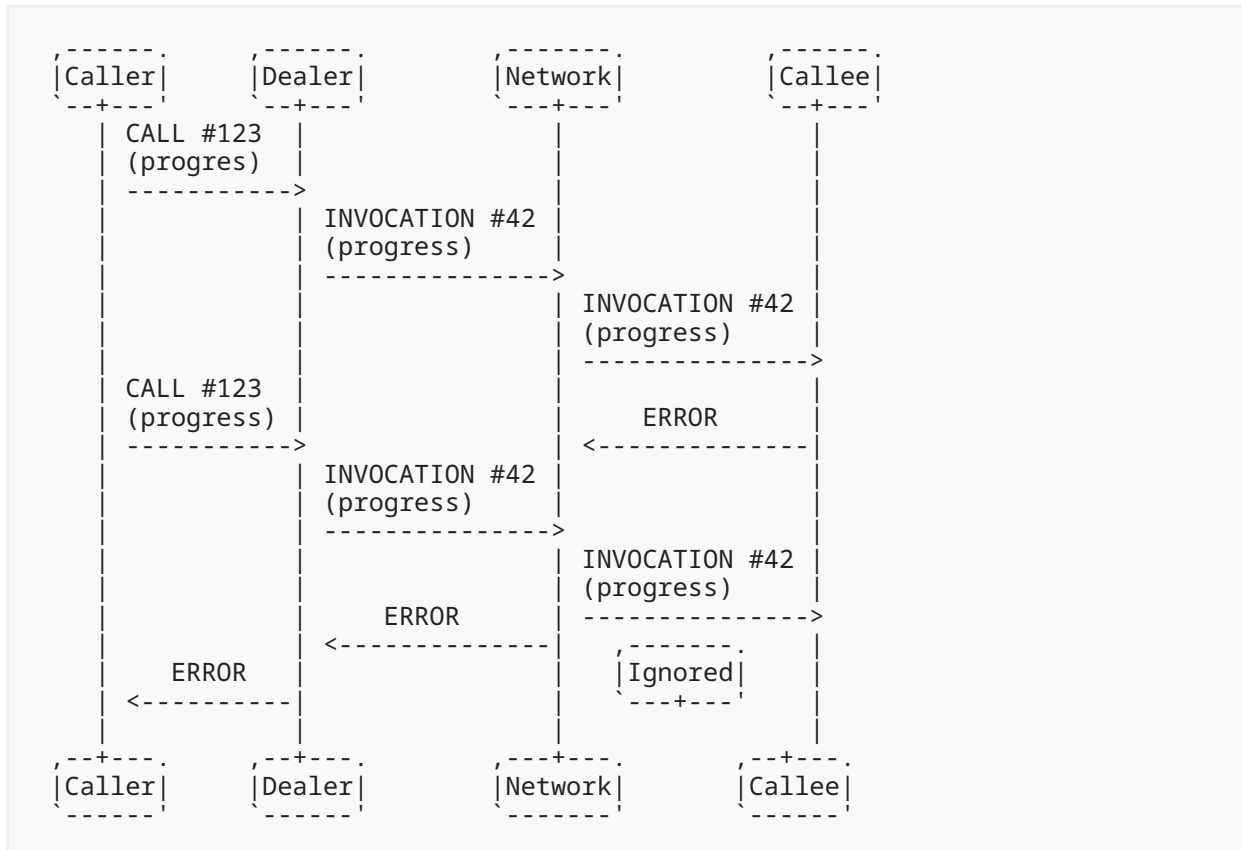 Caller Dealer Network Callee
CALL #123
(progres)
INVOCATION #42
(progress)
INVOCATION #42
(progress)
CALL #123
(progress) ERROR
INVOCATION #42
(progress)
INVOCATION #42
(progress)
ERROR
ERROR Ignored
Caller Dealer Network Callee